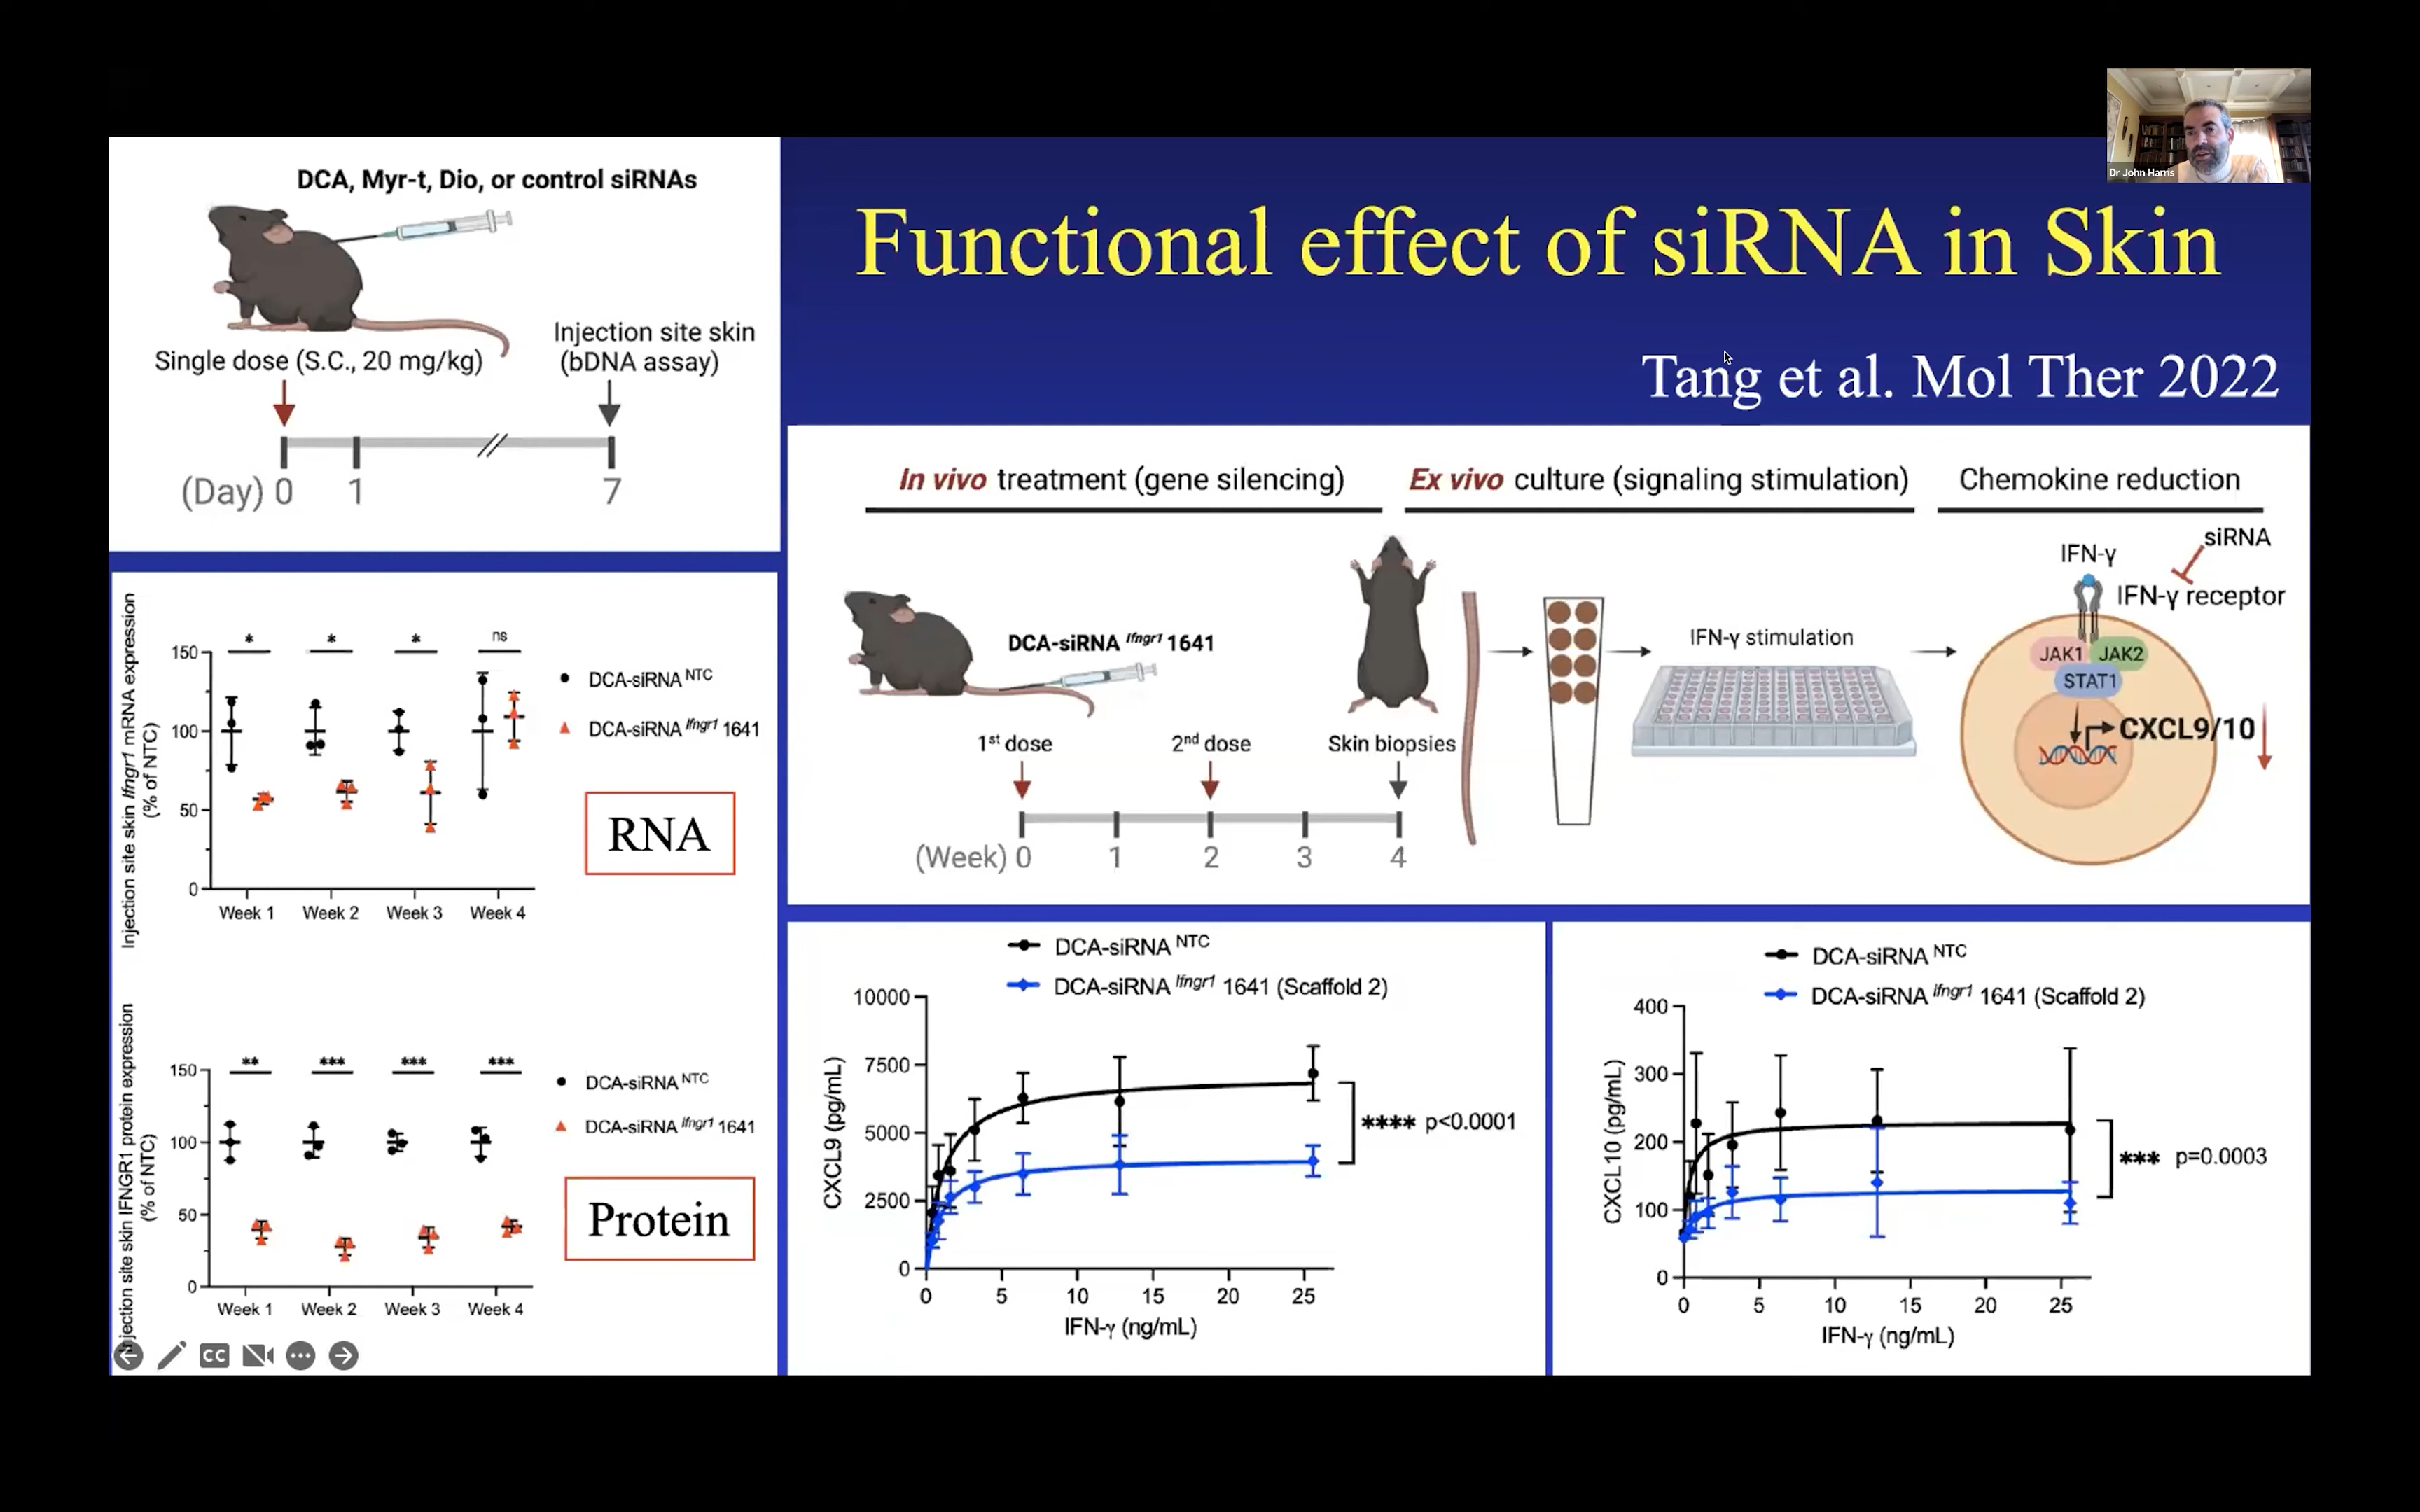 Dr John Harris
Functional effect of siRNA in Skin
Tang et al. Mol Ther 2022
DCA, Myr-t, Dio, or control siRNAs
Single dose (S.C., 20 mg/kg)
Injection site skin
(bDNA assay)
(Day) 0 1 7
Injection site skin Ifngr1 mRNA expression
(% of NTC)
150
100
50
0
* * * ns
Week 1 Week 2 Week 3 Week 4
DCA-siRNA NTC
DCA-siRNA Ifngr1 1641
RNA
Injection site skin IFNGR1 protein expression
(% of NTC)
150
100
50
0
** *** *** ***
Week 1 Week 2 Week 3 Week 4
DCA-siRNA NTC
DCA-siRNA Ifngr1 1641
Protein
CC
In vivo treatment (gene silencing)
DCA-siRNA Ifngr1 1641
1st dose 2nd dose Skin biopsies
(Week) 0 1 2 3 4
Ex vivo culture (signaling stimulation)
IFN-γ stimulation
Chemokine reduction
siRNA
IFN-γ
IFN-γ receptor
JAK1 JAK2
STAT1
CXCL9/10
DCA-siRNA NTC
DCA-siRNA Ifngr1 1641 (Scaffold 2)
CXCL9 (pg/mL)
10000
7500
5000
2500
0
0 5 10 15 20 25
IFN-γ (ng/mL)
**** p<0.0001
DCA-siRNA NTC
DCA-siRNA Ifngr1 1641 (Scaffold 2)
CXCL10 (pg/mL)
400
300
200
100
0
0 5 10 15 20 25
IFN-γ (ng/mL)
*** p=0.0003